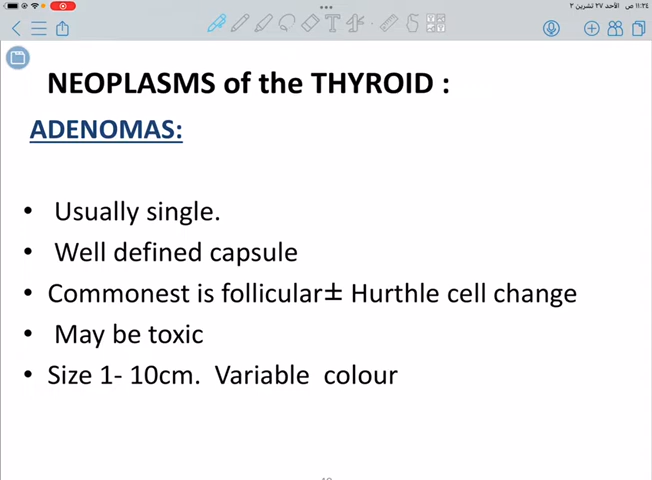 ١١:٢٤ ص الأحد ٢٧ تشرين ٢
NEOPLASMS of the THYROID :
ADENOMAS:
• Usually single.
• Well defined capsule
• Commonest is follicular± Hurthle cell change
• May be toxic
• Size 1- 10cm. Variable colour